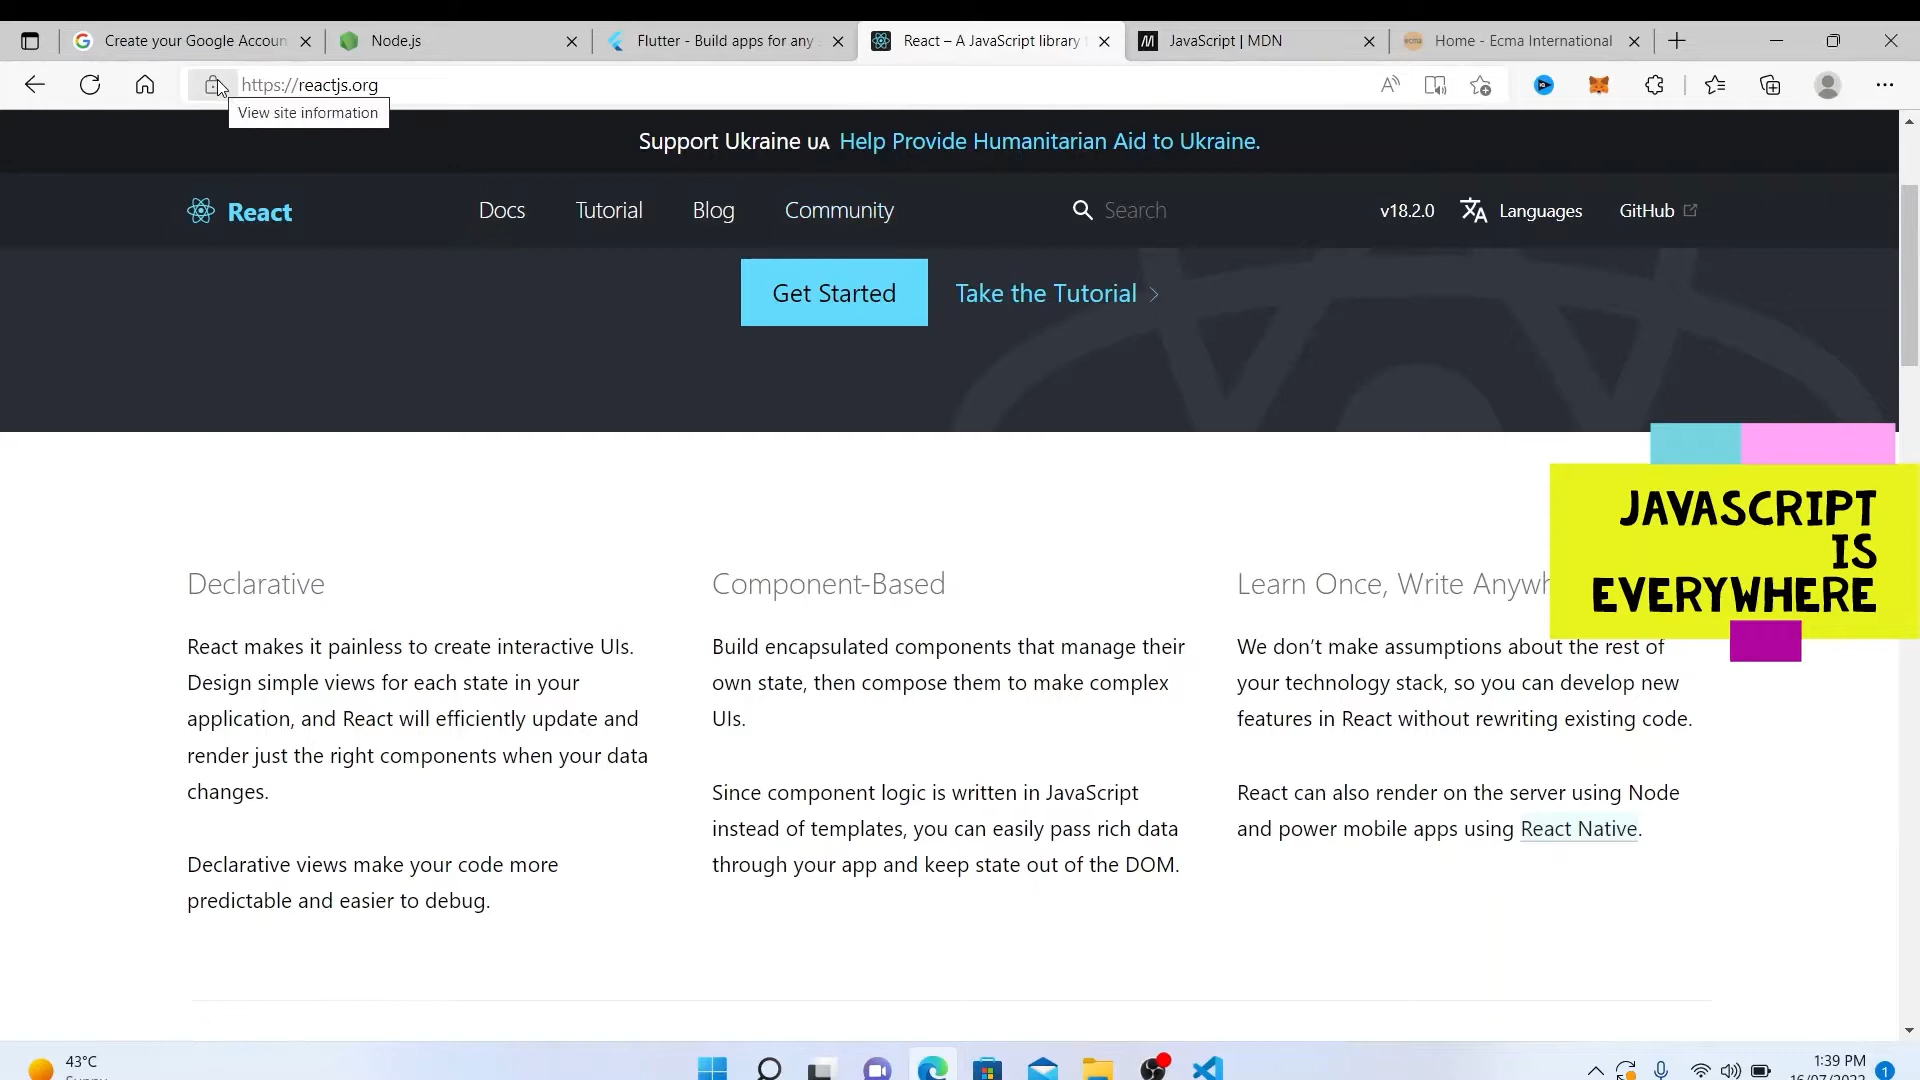 Create your Google Accoun
Node.js
Flutter - Build apps for any
React – A JavaScript library
JavaScript | MDN
Home - Ecma International
https://reactjs.org
View site information
Support Ukraine UA Help Provide Humanitarian Aid to Ukraine.
React
Docs
Tutorial
Blog
Community
Search
v18.2.0
Languages
GitHub
Get Started
Take the Tutorial
JAVASCRIPT
IS
EVERYWHERE
Declarative
React makes it painless to create interactive UIs.
Design simple views for each state in your
application, and React will efficiently update and
render just the right components when your data
changes.
Declarative views make your code more
predictable and easier to debug.
Component-Based
Build encapsulated components that manage their
own state, then compose them to make complex
UIs.
Since component logic is written in JavaScript
instead of templates, you can easily pass rich data
through your app and keep state out of the DOM.
Learn Once, Write Anywh
We don’t make assumptions about the rest of
your technology stack, so you can develop new
features in React without rewriting existing code.
React can also render on the server using Node
and power mobile apps using React Native.
43°C
Sunny
1:39 PM
1